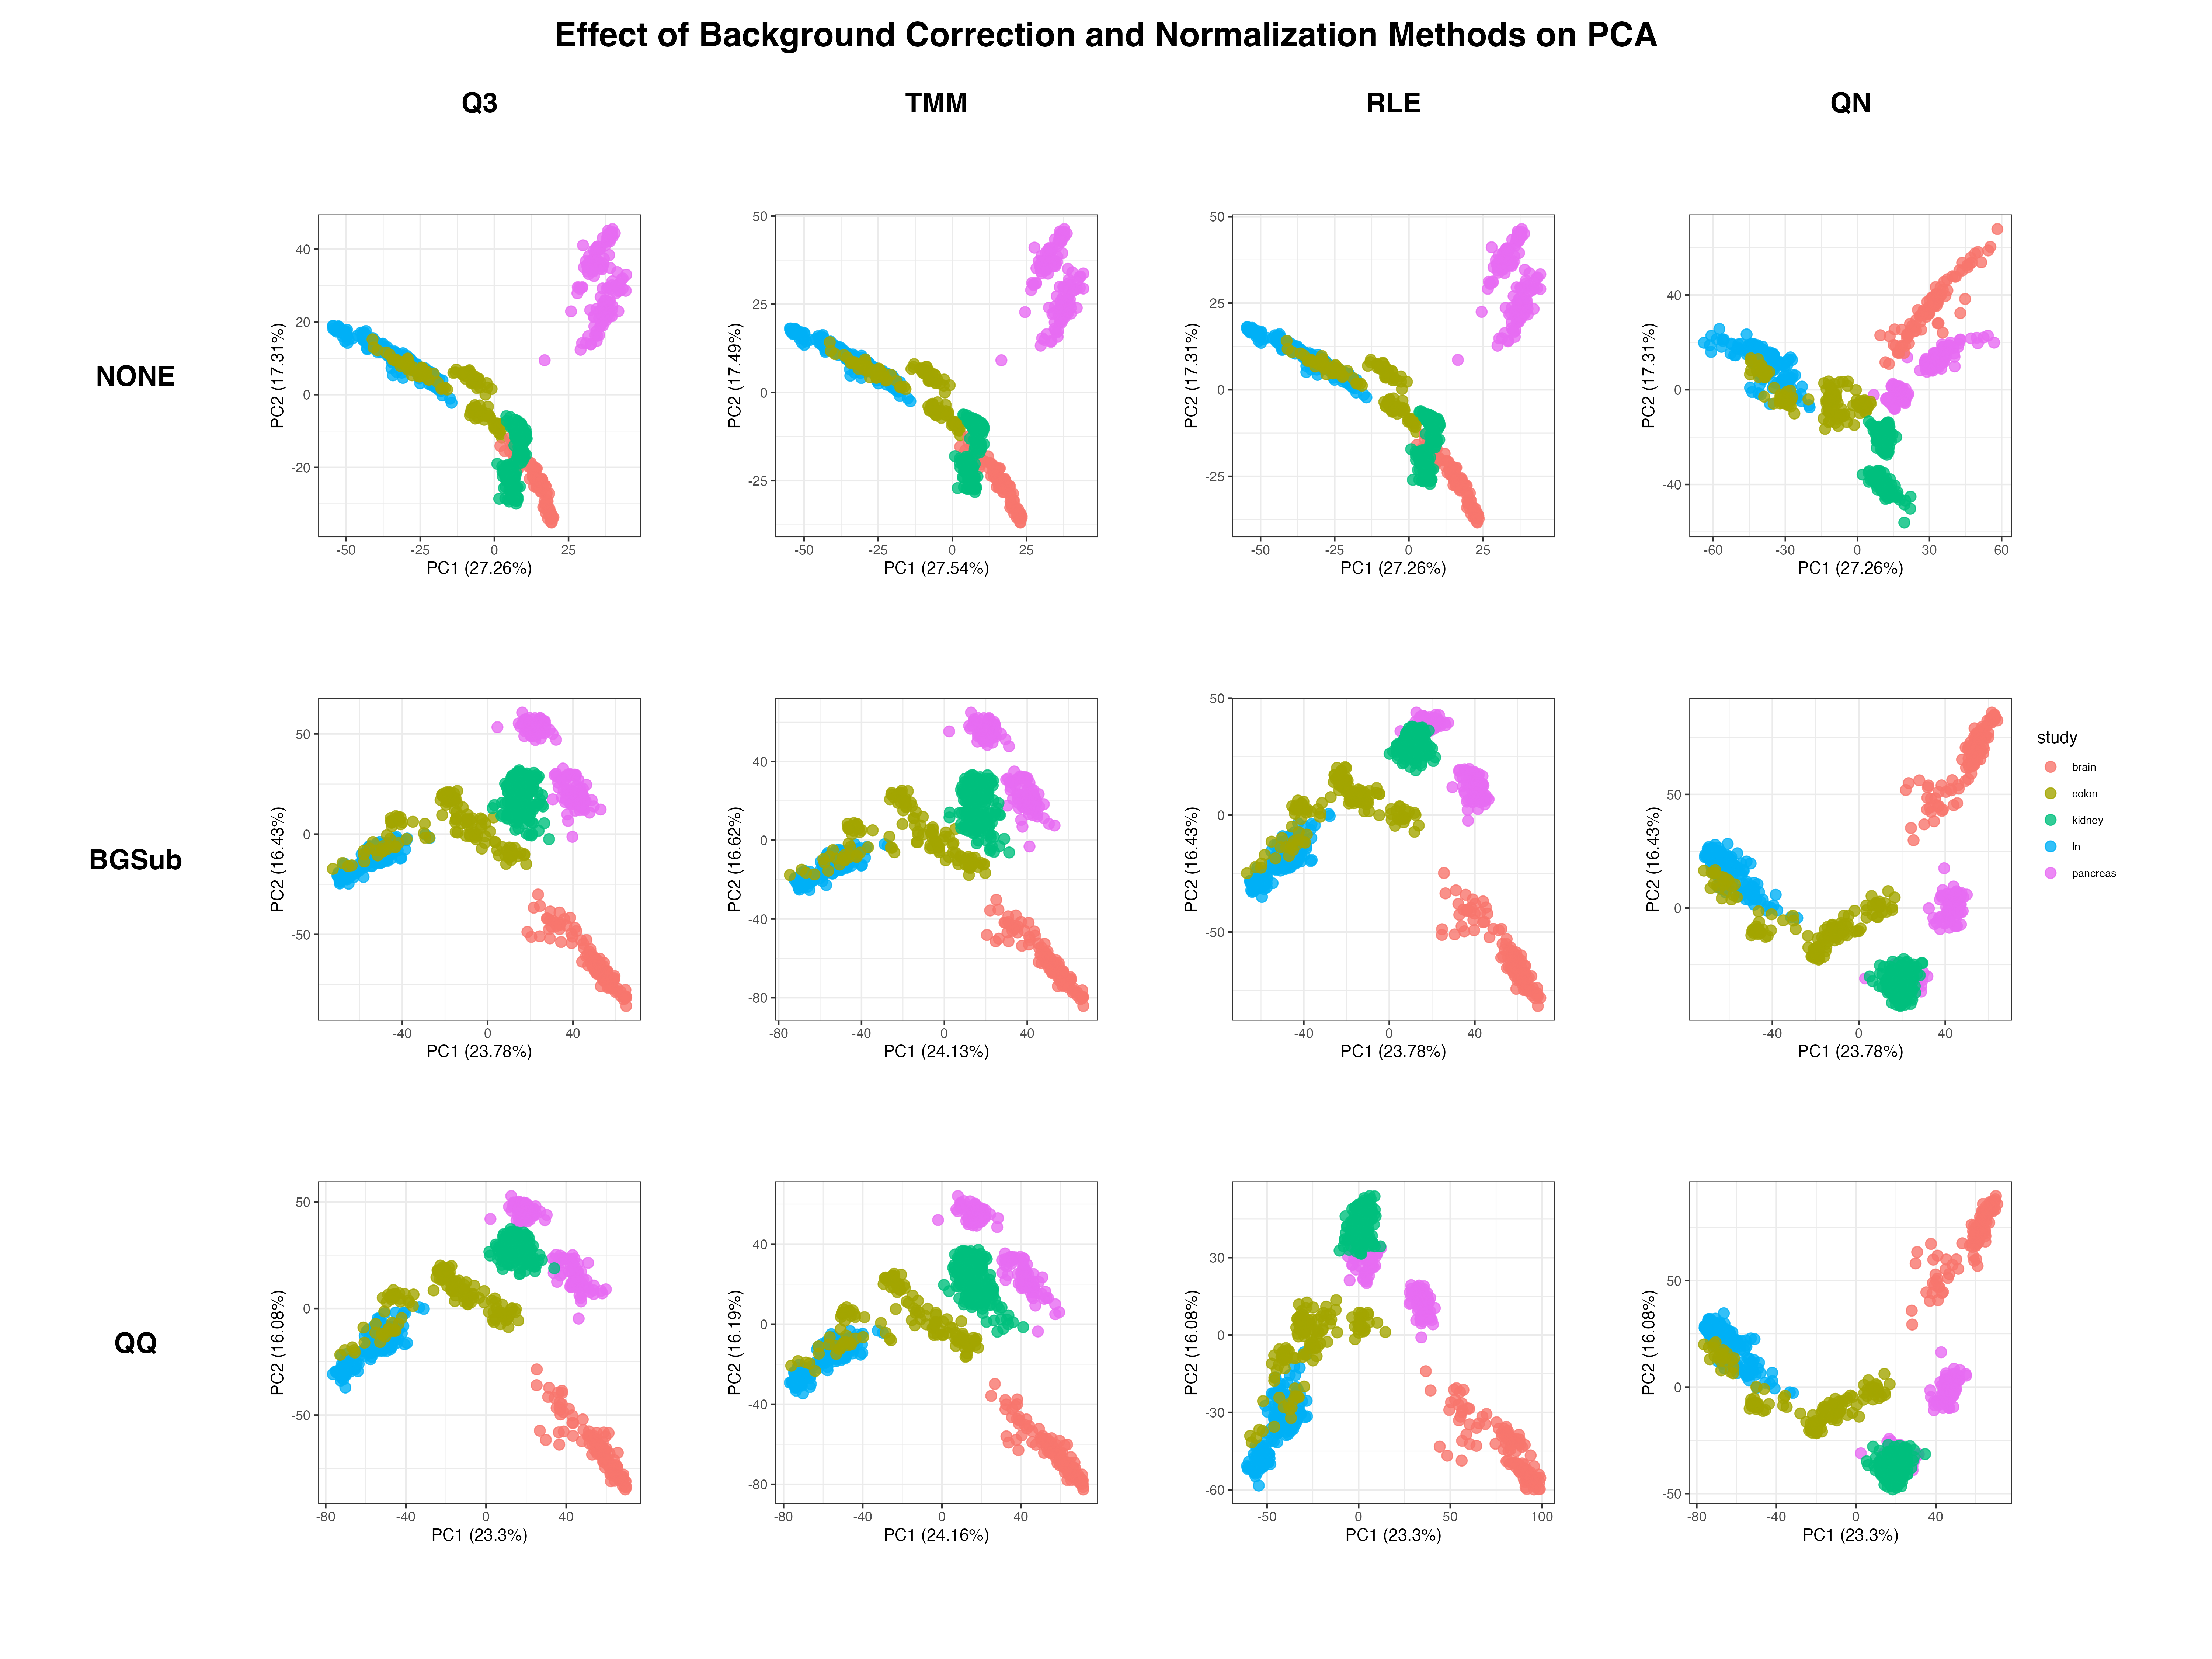 Effect of Background Correction and Normalization Methods on PCA
Q3 TMM RLE QN
NONE
40
20
0
-20
-50 -25 0 25
PC1 (27.26%)
PC2 (17.31%)
50
25
0
-25
-50 -25 0 25
PC1 (27.54%)
PC2 (17.49%)
50
25
0
-25
-50 -25 0 25
PC1 (27.26%)
PC2 (17.31%)
40
0
-40
-60 -30 0 30 60
PC1 (27.26%)
PC2 (17.31%)
BGSub
50
0
-50
-40 0 40
PC1 (23.78%)
PC2 (16.43%)
40
0
-40
-80
-80 -40 0 40
PC1 (24.13%)
PC2 (16.62%)
50
0
-50
-40 0 40
PC1 (23.78%)
PC2 (16.43%)
50
0
-40 0 40
PC1 (23.78%)
PC2 (16.43%)
study
brain
colon
kidney
ln
pancreas
QQ
50
0
-50
-80 -40 0 40
PC1 (23.3%)
PC2 (16.08%)
40
0
-40
-80
-80 -40 0 40
PC1 (24.16%)
PC2 (16.19%)
30
0
-30
-60
-50 0 50 100
PC1 (23.3%)
PC2 (16.08%)
50
0
-50
-80 -40 0 40
PC1 (23.3%)
PC2 (16.08%)